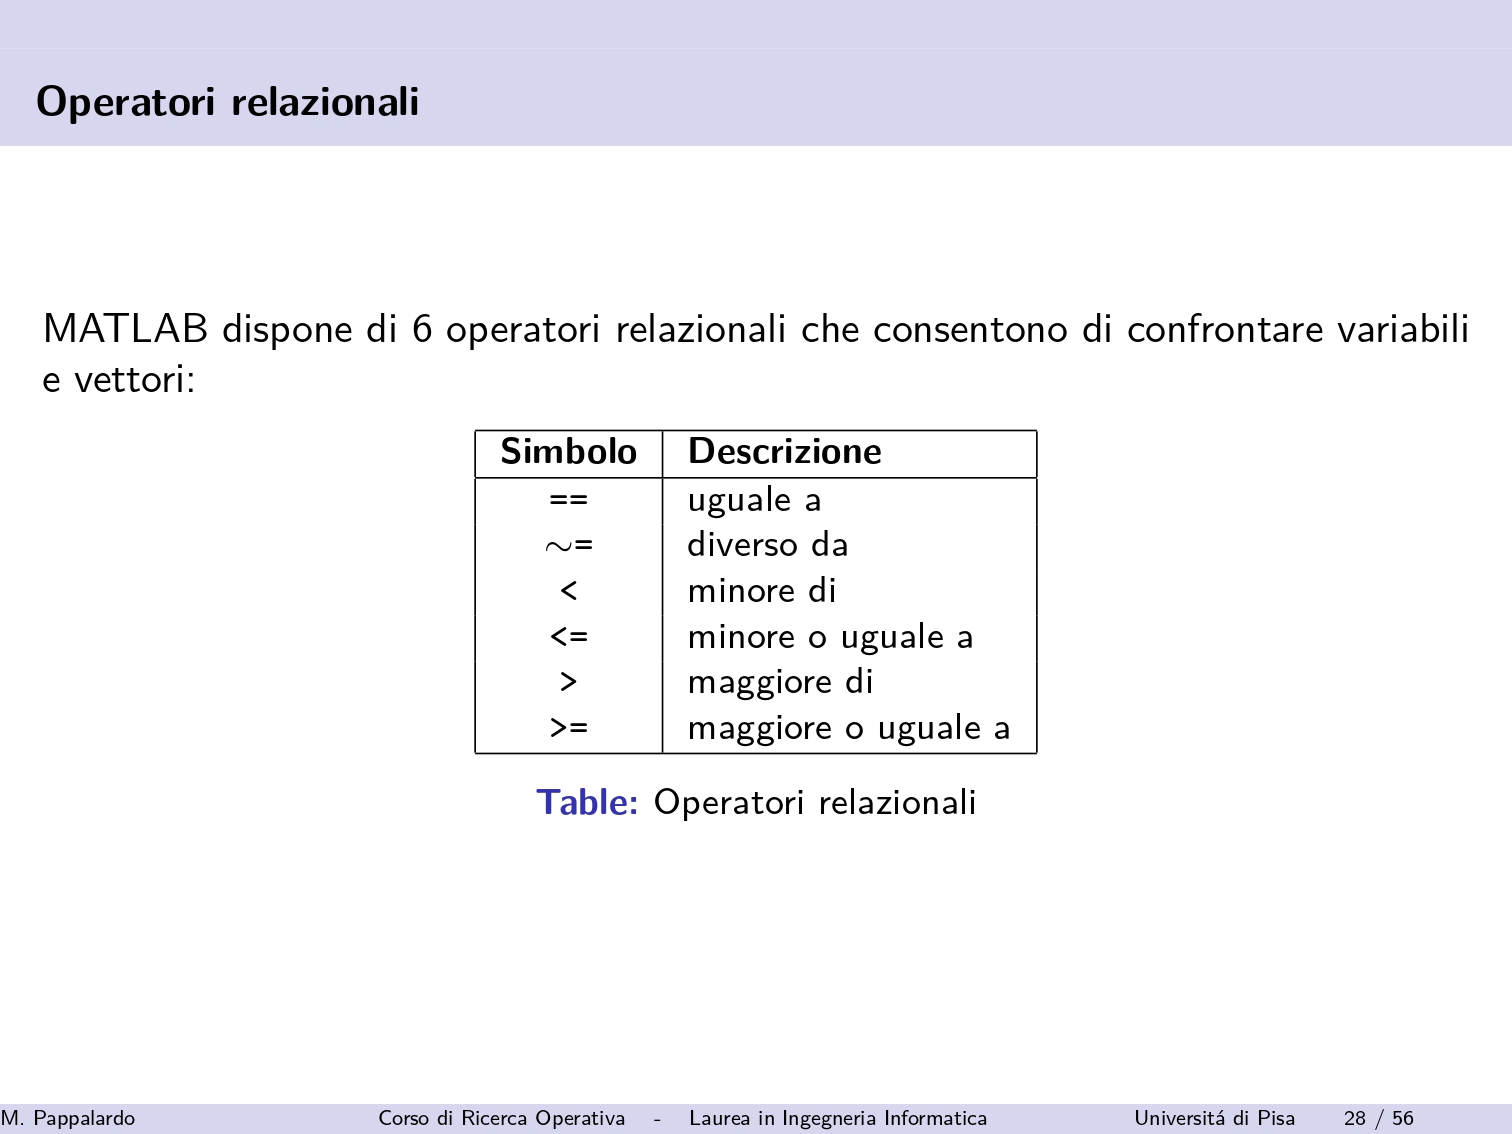 Operatori relazionali
MATLAB dispone di 6 operatori relazionali che consentono di confrontare variabili
e vettori:
Simbolo Descrizione
== uguale a
∼= diverso da
< minore di
<= minore o uguale a
> maggiore di
>= maggiore o uguale a
Table: Operatori relazionali
M. Pappalardo Corso di Ricerca Operativa - Laurea in Ingegneria Informatica Universitá di Pisa 28 / 56